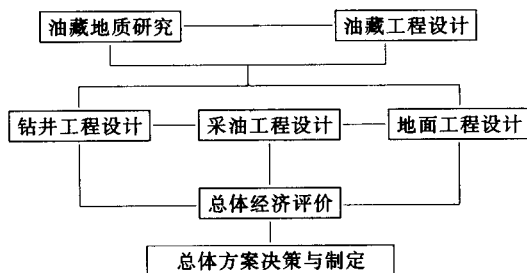 油藏地质研究
油藏工程设计
钻井工程设计
采油工程设计
地面工程设计
总体经济评价
总体方案决策与制定